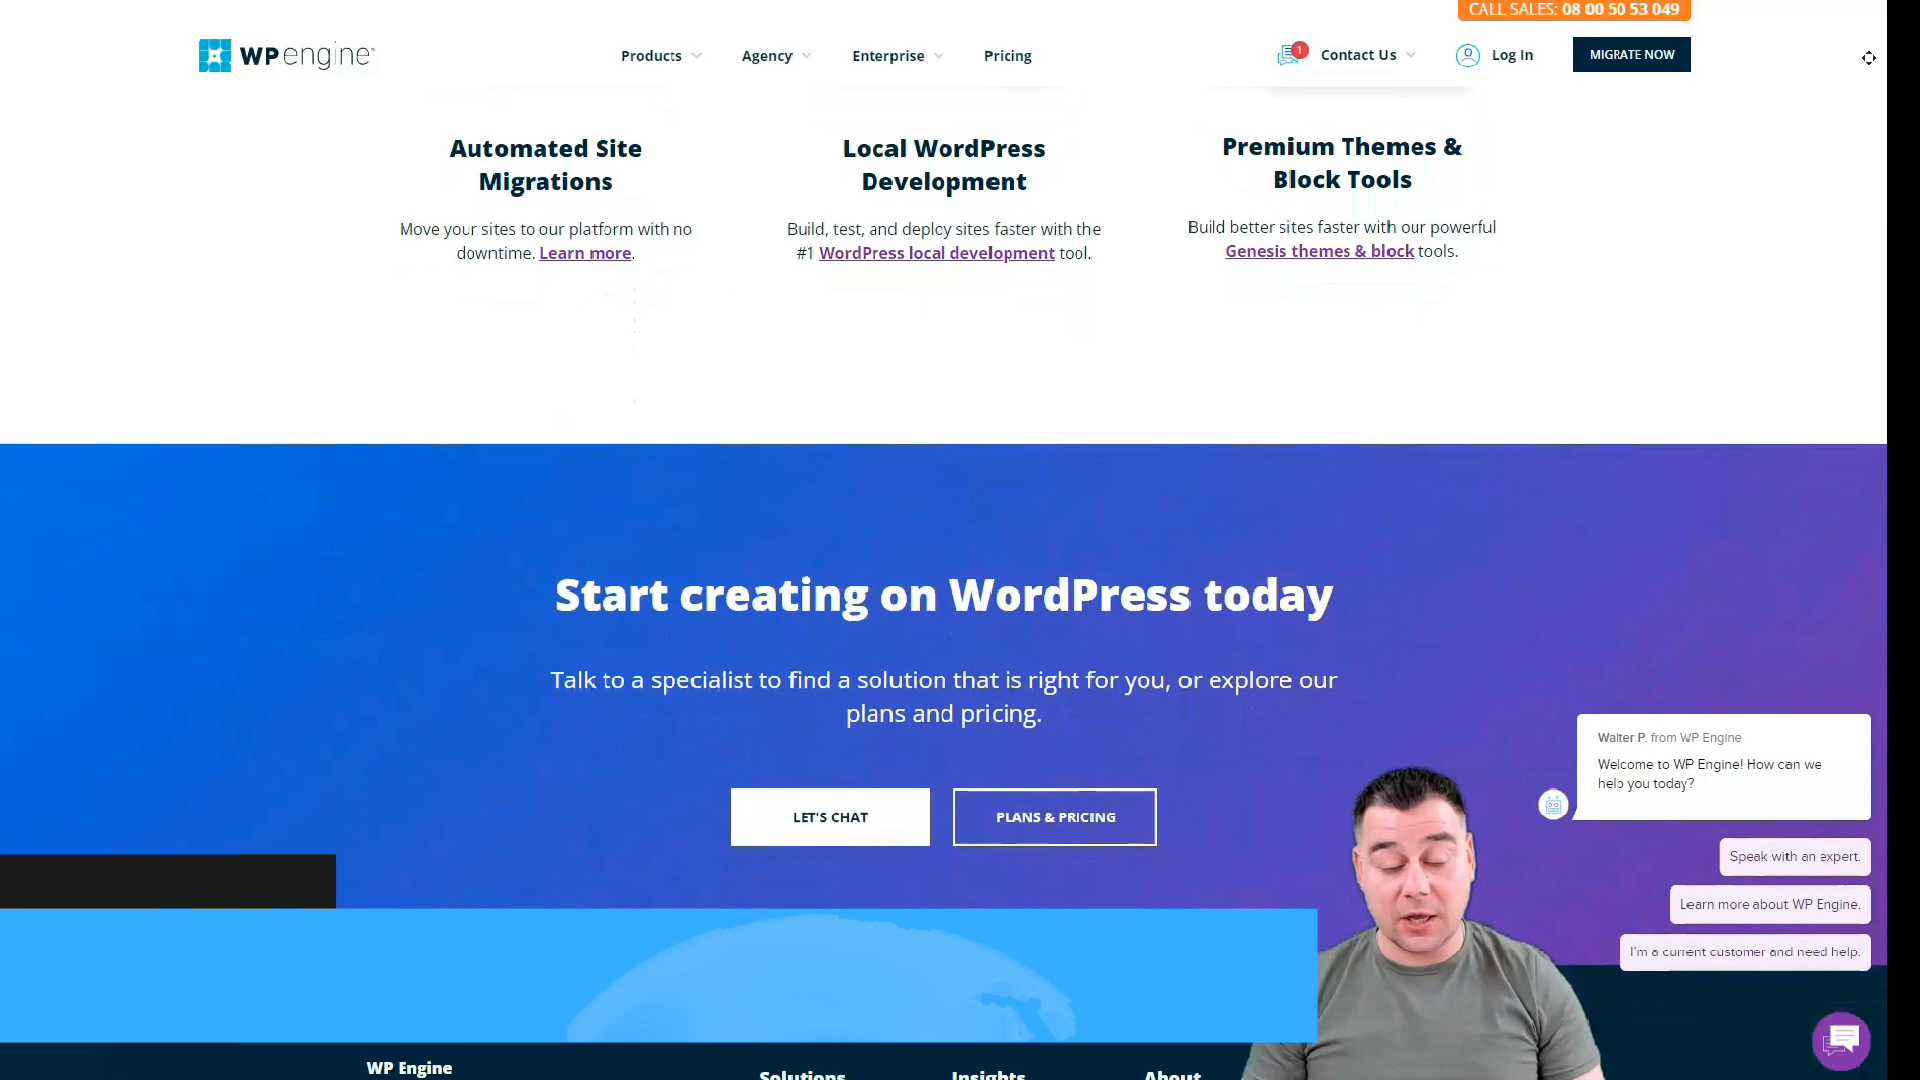 CALL SALES: 08 00 50 53 049
WP engine
Products
Agency
Enterprise
Pricing
1
Contact Us
Log In
MIGRATE NOW
Automated Site
Migrations
Move your sites to our platform with no
downtime. Learn more.
Local WordPress
Development
Build, test, and deploy sites faster with the
#1 WordPress local development tool.
Premium Themes &
Block Tools
Build better sites faster with our powerful
Genesis themes & block tools.
Start creating on WordPress today
Talk to a specialist to find a solution that is right for you, or explore our
plans and pricing.
LET'S CHAT
PLANS & PRICING
Walter P. from WP Engine
Welcome to WP Engine! How can we
help you today?
Speak with an expert.
Learn more about WP Engine.
I'm a current customer and need help.
WP Engine
Solutions
Insights
About